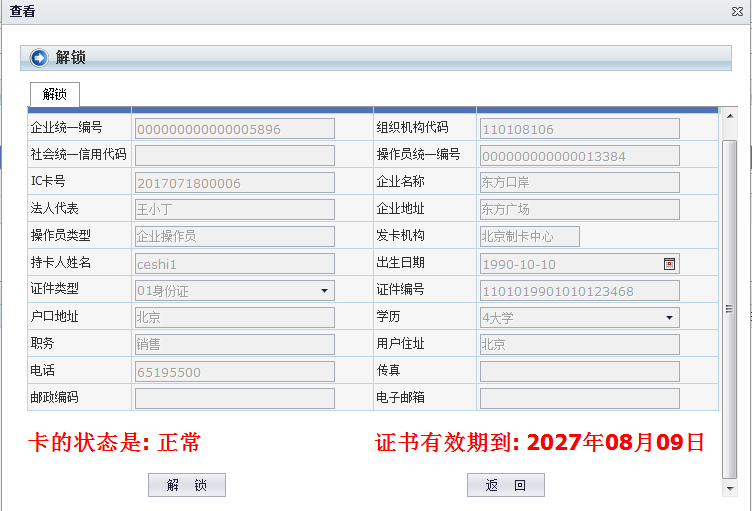 查看
解锁
解锁
企业统一编号 000000000000005896 组织机构代码 110108106
社会统一信用代码 操作员统一编号 000000000000013384
IC卡号 2017071800006 企业名称 东方口岸
法人代表 王小丁 企业地址 东方广场
操作员类型 企业操作员 发卡机构 北京制卡中心
持卡人姓名 ceshi1 出生日期 1990-10-10
证件类型 01身份证 证件编号 1101019901010123468
户口地址 北京 学历 4大学
职务 销售 用户住址 北京
电话 65195500 传真
邮政编码 电子邮箱
卡的状态是: 正常 证书有效期到: 2027年08月09日
解 锁 返 回